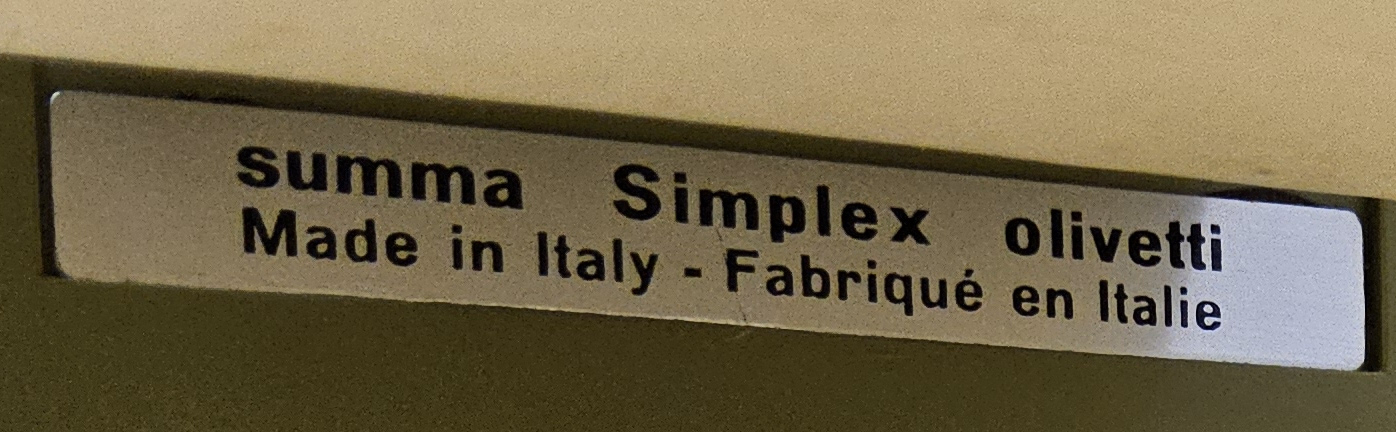 summa Simplex olivetti
Made in Italy - Fabriqué en Italie